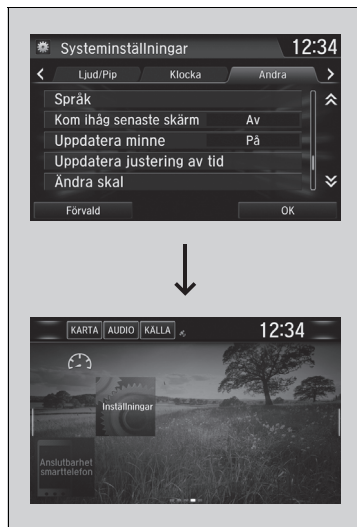 Systeminställningar 12:34
Ljud/Pip Klocka Andra
Språk
Kom ihåg senaste skärm Av
Uppdatera minne På
Uppdatera justering av tid
Ändra skal
Förvald OK
KARTA AUDIO KÄLLA 12:34
Inställningar
Anslutbarhet
smarttelefon